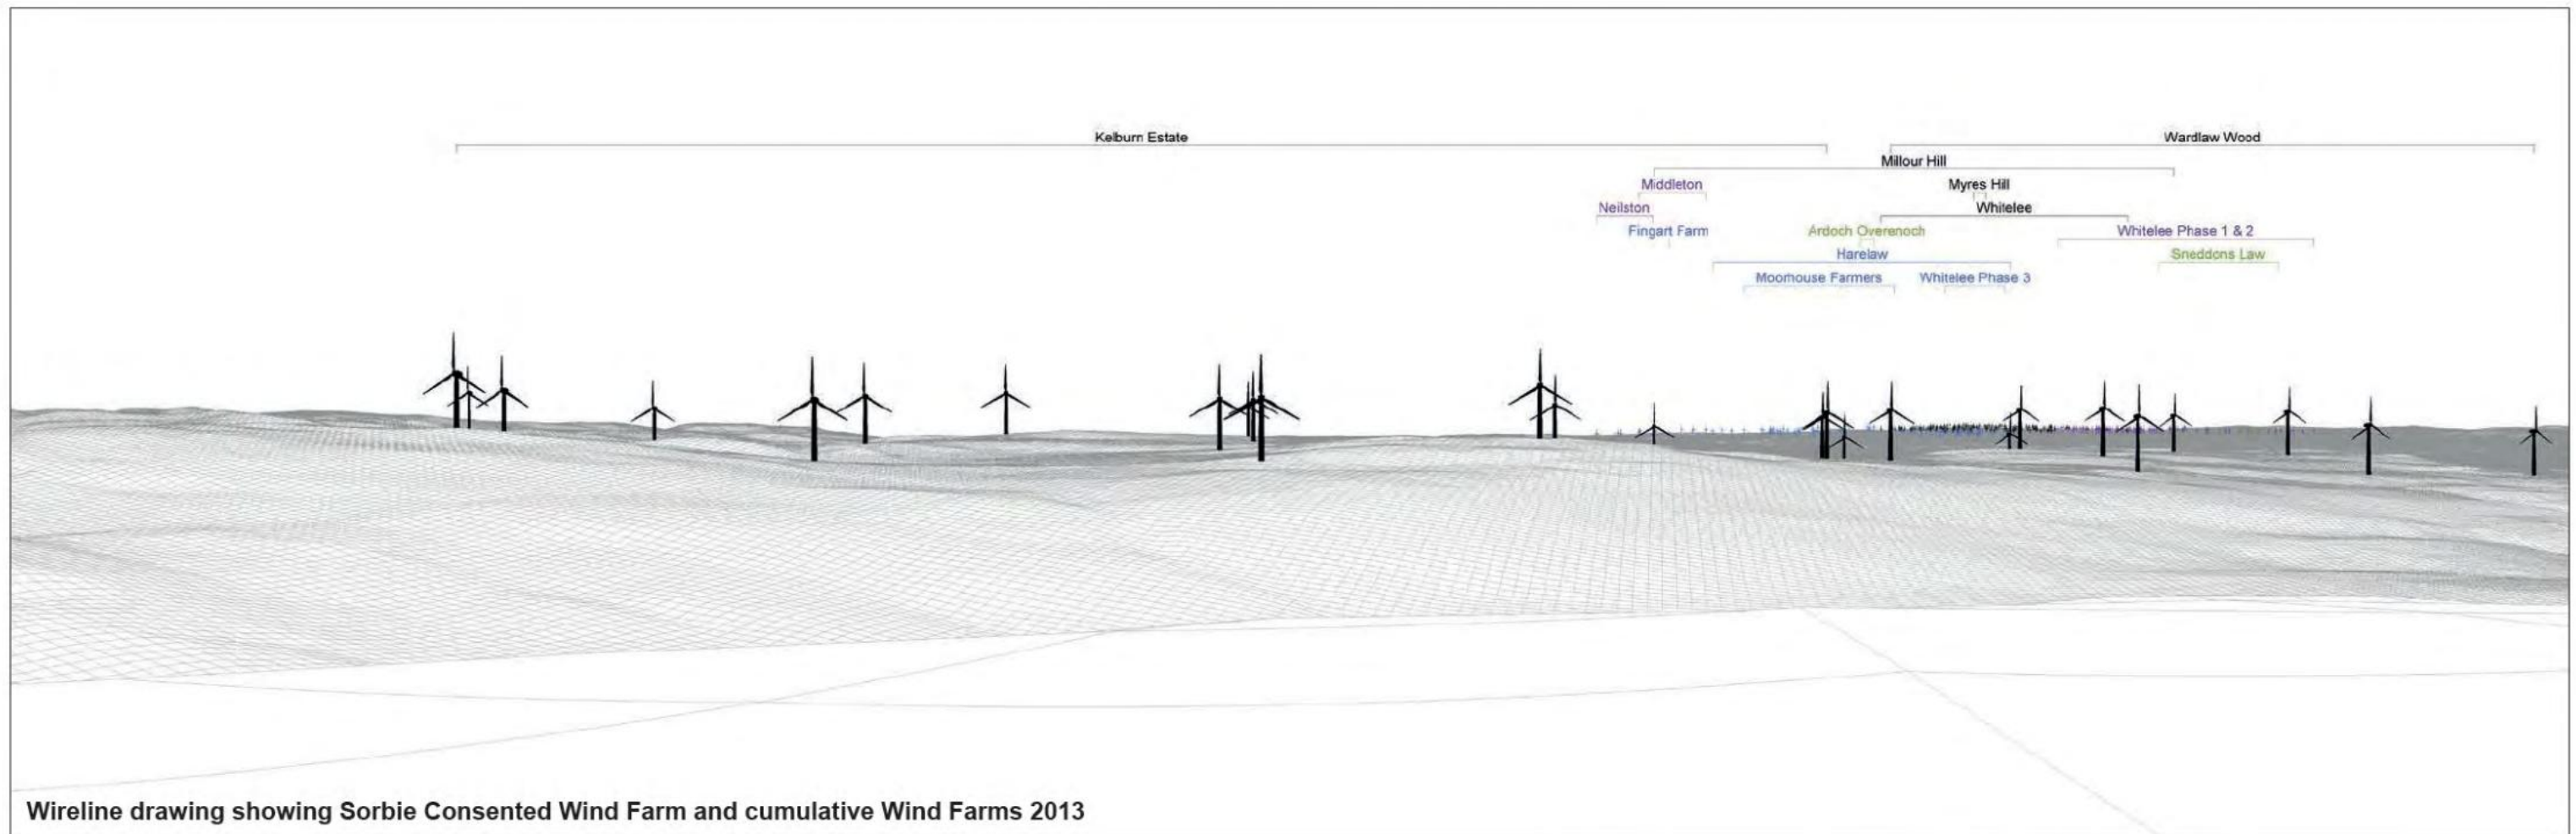 Kelburn Estate
Wardlaw Wood
Millour Hill
Middleton
Myres Hill
Neilston
Whitelee
Fingart Farm
Ardoch Overenoch
Whitelee Phase 1 & 2
Harelaw
Sneddons Law
Moorhouse Farmers
Whitelee Phase 3
Wireline drawing showing Sorbie Consented Wind Farm and cumulative Wind Farms 2013